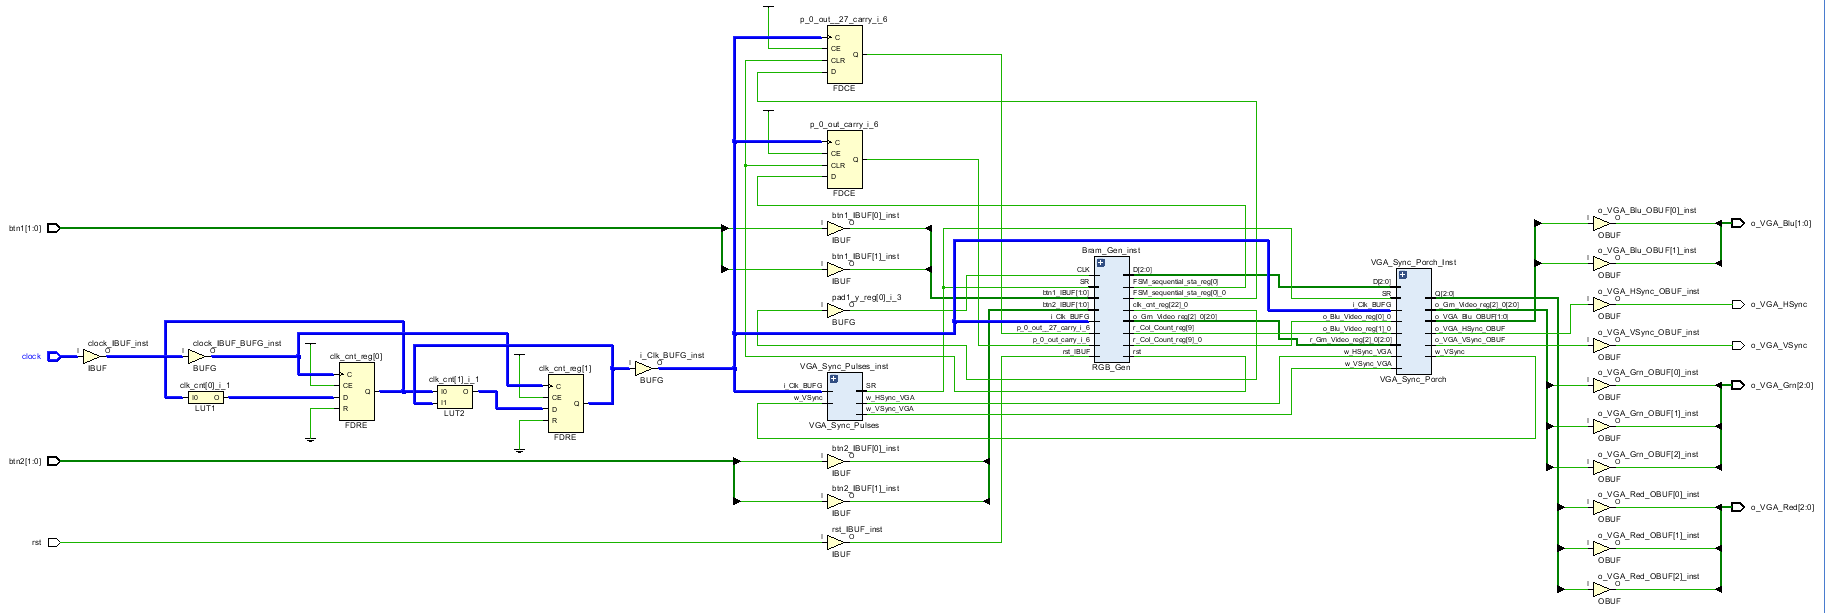 p_0_out__27_carry_i_6
C
CE
CLR
D
Q
FDCE
p_0_out_carry_i_6
C
CE
CLR
D
Q
FDCE
btn1[1:0]
btn1_IBUF[0]_inst
I
O
IBUF
btn1_IBUF[1]_inst
I
O
IBUF
pad1_y_reg[0]_i_3
I
O
BUFG
clock
clock_IBUF_inst
I
O
IBUF
clock_IBUF_BUFG_inst
I
O
BUFG
clk_cnt[0]_i_1
I0
O
LUT1
clk_cnt_reg[0]
C
CE
D
R
Q
FDRE
clk_cnt[1]_i_1
I0
I1
O
LUT2
clk_cnt_reg[1]
C
CE
D
R
Q
FDRE
i_Clk_BUFG_inst
I
O
BUFG
VGA_Sync_Pulses_inst
i_Clk_BUFG
w_VSync
SR
w_HSync_VGA
w_VSync_VGA
VGA_Sync_Pulses
btn2[1:0]
btn2_IBUF[0]_inst
I
O
IBUF
btn2_IBUF[1]_inst
I
O
IBUF
rst
rst_IBUF_inst
I
O
IBUF
Bram_Gen_inst
CLK
SR
btn1_IBUF[1:0]
btn2_IBUF[1:0]
i_Clk_BUFG
p_0_out__27_carry_i_6
p_0_out_carry_i_6
rst_IBUF
D[2:0]
FSM_sequential_sta_reg[0]
FSM_sequential_sta_reg[0]_0
clk_cnt_reg[22]_0
o_Grn_Video_reg[2]_0[2:0]
r_Col_Count_reg[9]
r_Col_Count_reg[9]_0
rst
RGB_Gen
VGA_Sync_Porch_Inst
D[2:0]
SR
i_Clk_BUFG
o_Blu_Video_reg[0]_0
o_Blu_Video_reg[1]_0
r_Grn_Video_reg[2]_0[2:0]
w_HSync_VGA
w_VSync_VGA
Q[2:0]
o_Grn_Video_reg[2]_0[2:0]
o_VGA_Blu_OBUF[1:0]
o_VGA_HSync_OBUF
o_VGA_VSync_OBUF
w_VSync
VGA_Sync_Porch
o_VGA_Blu_OBUF[0]_inst
I
O
OBUF
o_VGA_Blu[1:0]
o_VGA_Blu_OBUF[1]_inst
I
O
OBUF
o_VGA_HSync_OBUF_inst
I
O
OBUF
o_VGA_HSync
o_VGA_VSync_OBUF_inst
I
O
OBUF
o_VGA_VSync
o_VGA_Grn_OBUF[0]_inst
I
O
OBUF
o_VGA_Grn[2:0]
o_VGA_Grn_OBUF[1]_inst
I
O
OBUF
o_VGA_Grn_OBUF[2]_inst
I
O
OBUF
o_VGA_Red_OBUF[0]_inst
I
O
OBUF
o_VGA_Red[2:0]
o_VGA_Red_OBUF[1]_inst
I
O
OBUF
o_VGA_Red_OBUF[2]_inst
I
O
OBUF